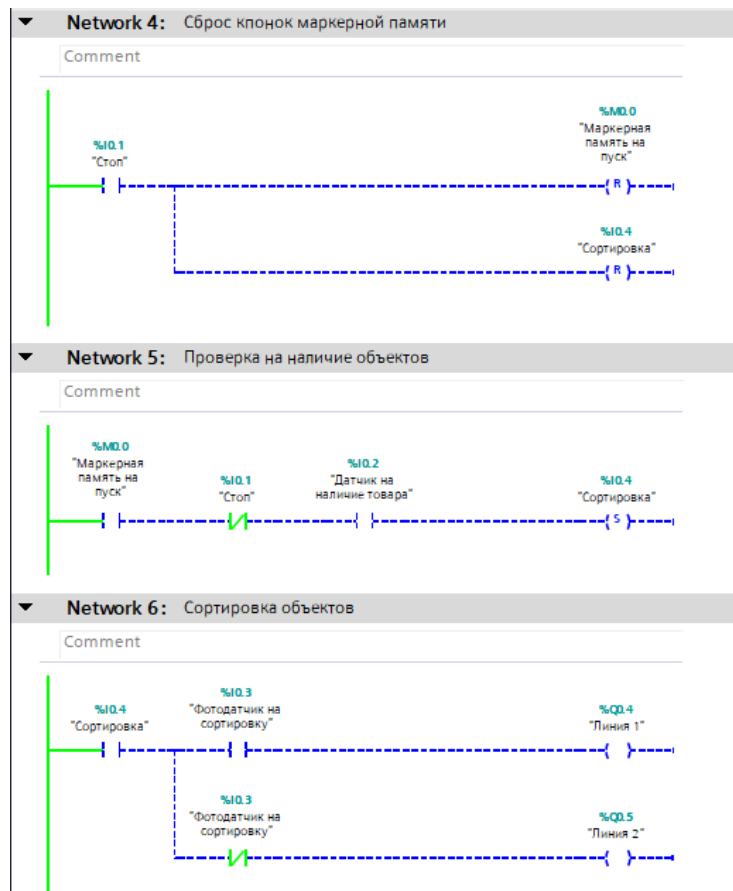 Network 4: Сброс кпонок маркерной памяти
Comment
%M0.0
"Маркерная
память на
пуск"
%I0.1
"Стоп"
R
%I0.4
"Сортировка"
R
Network 5: Проверка на наличие объектов
Comment
%M0.0
"Маркерная
память на
пуск"
%I0.1
"Стоп"
%I0.2
"Датчик на
наличие товара"
%I0.4
"Сортировка"
S
Network 6: Сортировка объектов
Comment
%I0.4
"Сортировка"
%I0.3
"Фотодатчик на
сортировку"
%Q0.4
"Линия 1"
%I0.3
"Фотодатчик на
сортировку"
%Q0.5
"Линия 2"